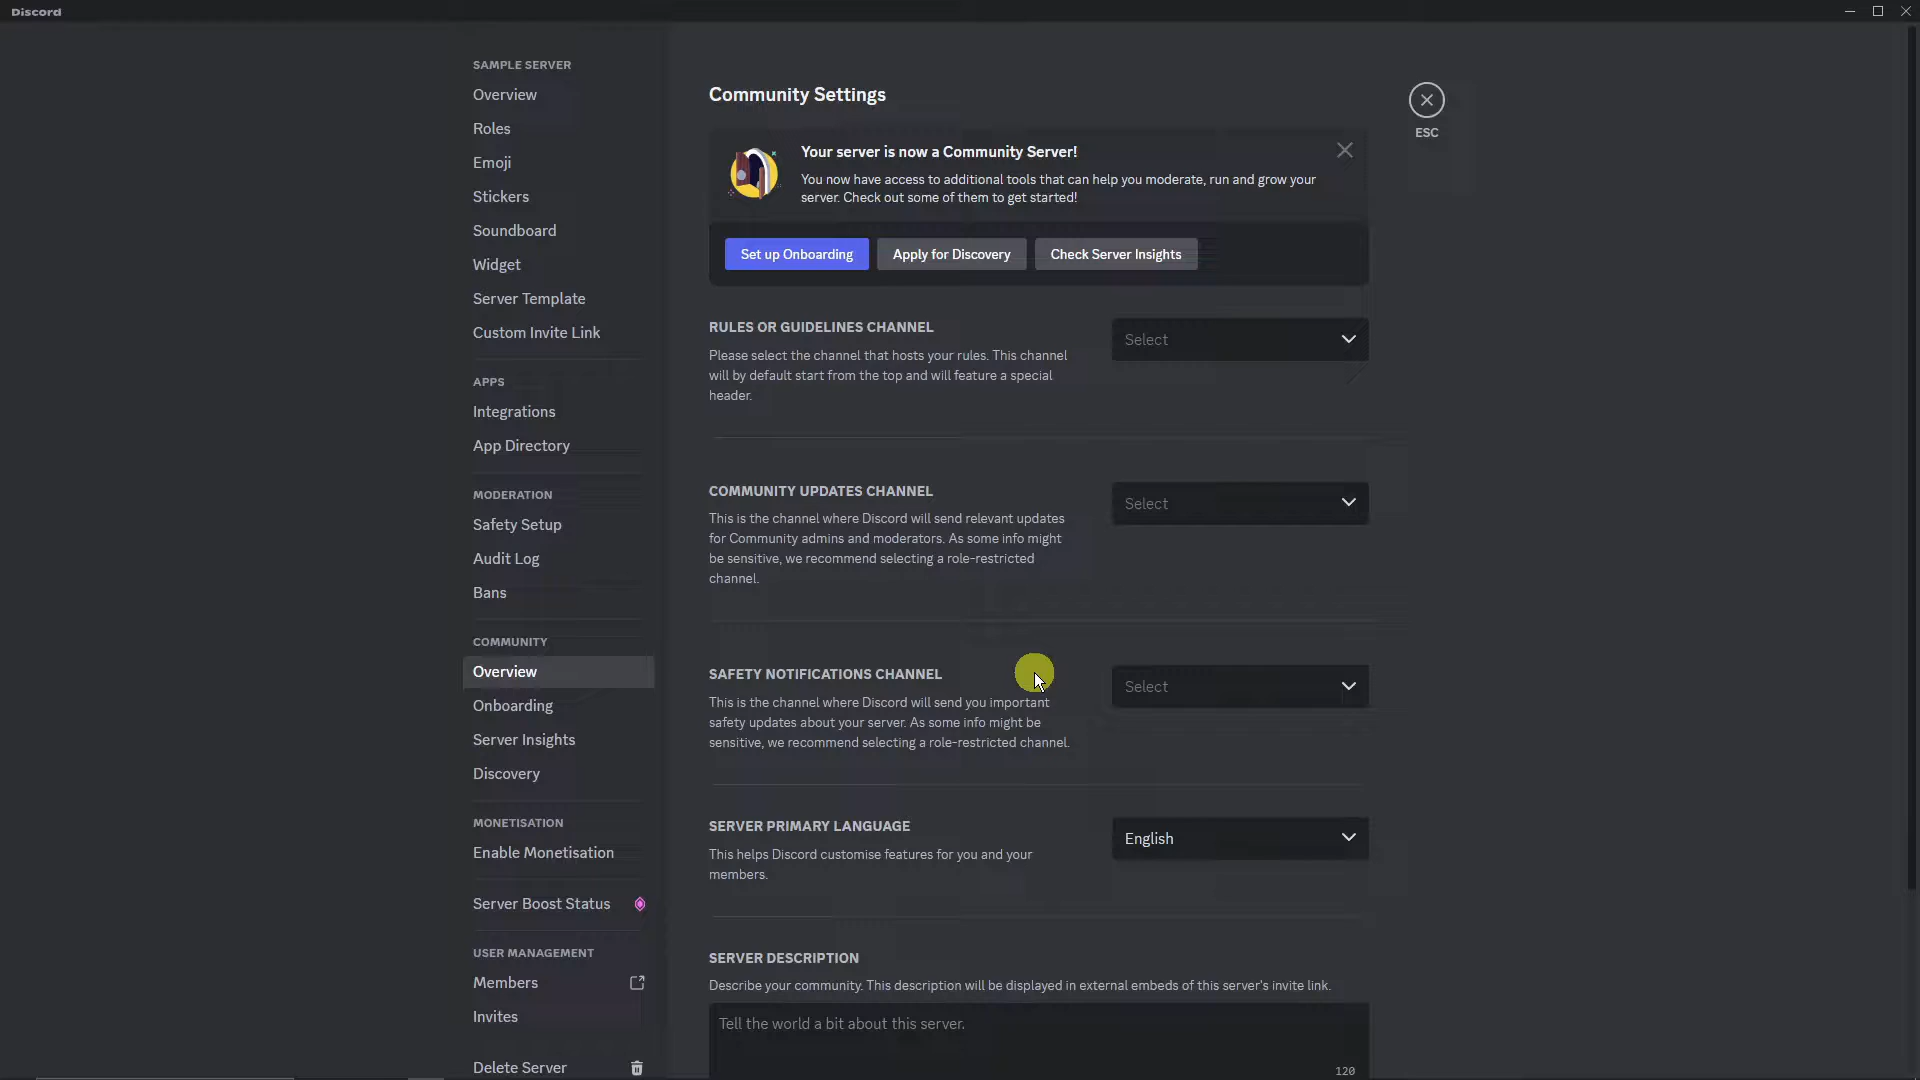 Discord
SAMPLE SERVER
Overview
Roles
Emoji
Stickers
Soundboard
Widget
Server Template
Custom Invite Link
APPS
Integrations
App Directory
MODERATION
Safety Setup
Audit Log
Bans
COMMUNITY
Overview
Onboarding
Server Insights
Discovery
MONETISATION
Enable Monetisation
Server Boost Status
USER MANAGEMENT
Members
Invites
Delete Server
Community Settings
ESC
Your server is now a Community Server!
You now have access to additional tools that can help you moderate, run and grow your
server. Check out some of them to get started!
Set up Onboarding
Apply for Discovery
Check Server Insights
RULES OR GUIDELINES CHANNEL
Please select the channel that hosts your rules. This channel
will by default start from the top and will feature a special
header.
Select
COMMUNITY UPDATES CHANNEL
This is the channel where Discord will send relevant updates
for Community admins and moderators. As some info might
be sensitive, we recommend selecting a role-restricted
channel.
Select
SAFETY NOTIFICATIONS CHANNEL
This is the channel where Discord will send you important
safety updates about your server. As some info might be
sensitive, we recommend selecting a role-restricted channel.
Select
SERVER PRIMARY LANGUAGE
This helps Discord customise features for you and your
members.
English
SERVER DESCRIPTION
Describe your community. This description will be displayed in external embeds of this server's invite link.
Tell the world a bit about this server.
120